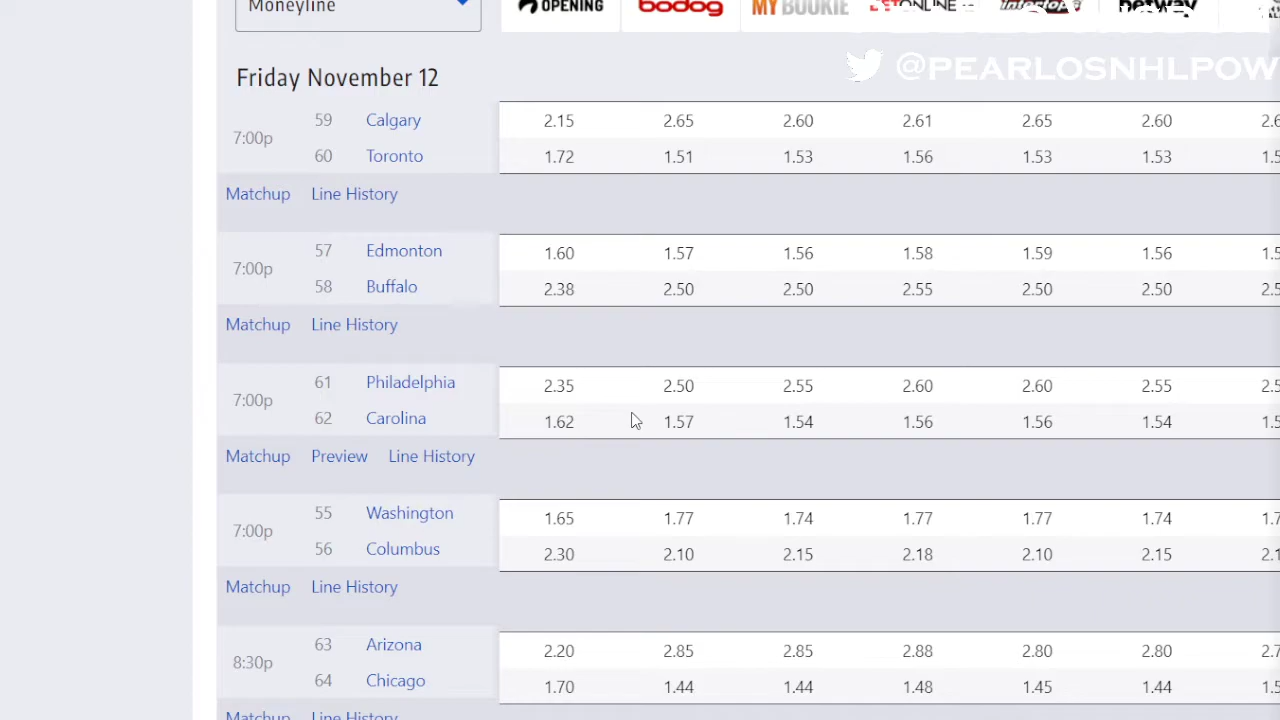 Moneyline OPENING bodog MYBOOKIE BETONLINE betway
@PEARLOSNHLPOW
Friday November 12
59 Calgary 2.15 2.65 2.60 2.61 2.65 2.60
7:00p
60 Toronto 1.72 1.51 1.53 1.56 1.53 1.53
Matchup Line History
57 Edmonton 1.60 1.57 1.56 1.58 1.59 1.56
7:00p
58 Buffalo 2.38 2.50 2.50 2.55 2.50 2.50
Matchup Line History
61 Philadelphia 2.35 2.50 2.55 2.60 2.60 2.55
7:00p
62 Carolina 1.62 1.57 1.54 1.56 1.56 1.54
Matchup Preview Line History
55 Washington 1.65 1.77 1.74 1.77 1.77 1.74
7:00p
56 Columbus 2.30 2.10 2.15 2.18 2.10 2.15
Matchup Line History
63 Arizona 2.20 2.85 2.85 2.88 2.80 2.80
8:30p
64 Chicago 1.70 1.44 1.44 1.48 1.45 1.44
Matchup Line History